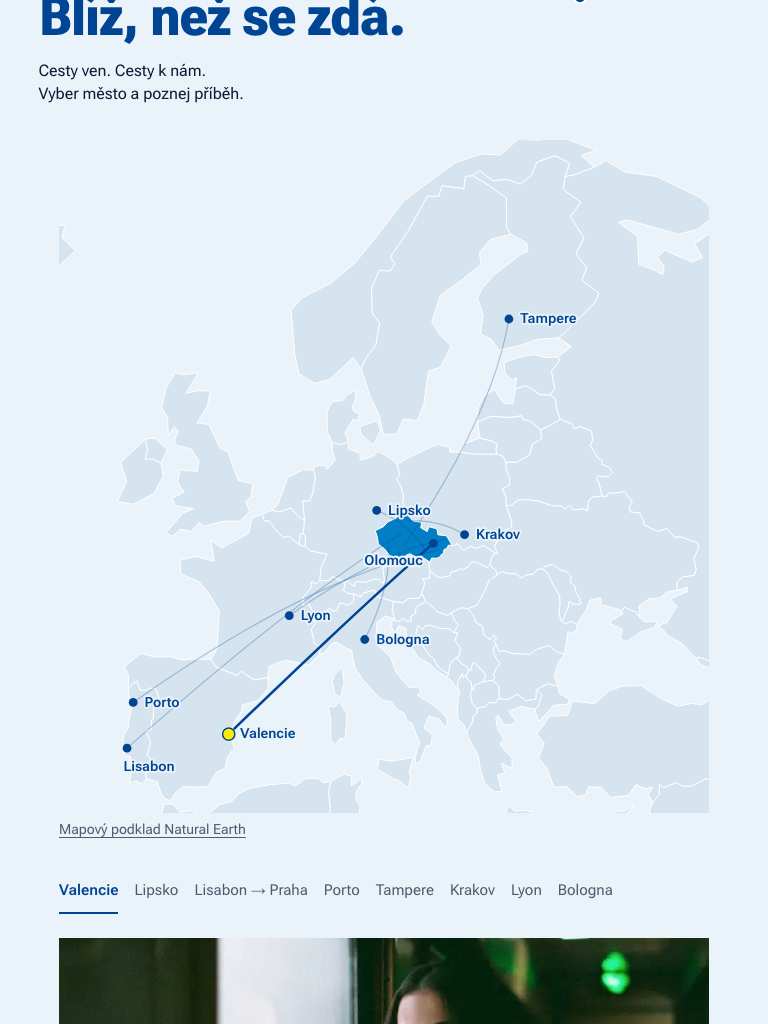 Blíž, než se zdá.
Cesty ven. Cesty k nám.
Vyber město a poznej příběh.
Tampere
Lipsko
Krakov
Olomouc
Lyon
Bologna
Porto
Valencie
Lisabon
Mapový podklad Natural Earth
Valencie Lipsko Lisabon → Praha Porto Tampere Krakov Lyon Bologna